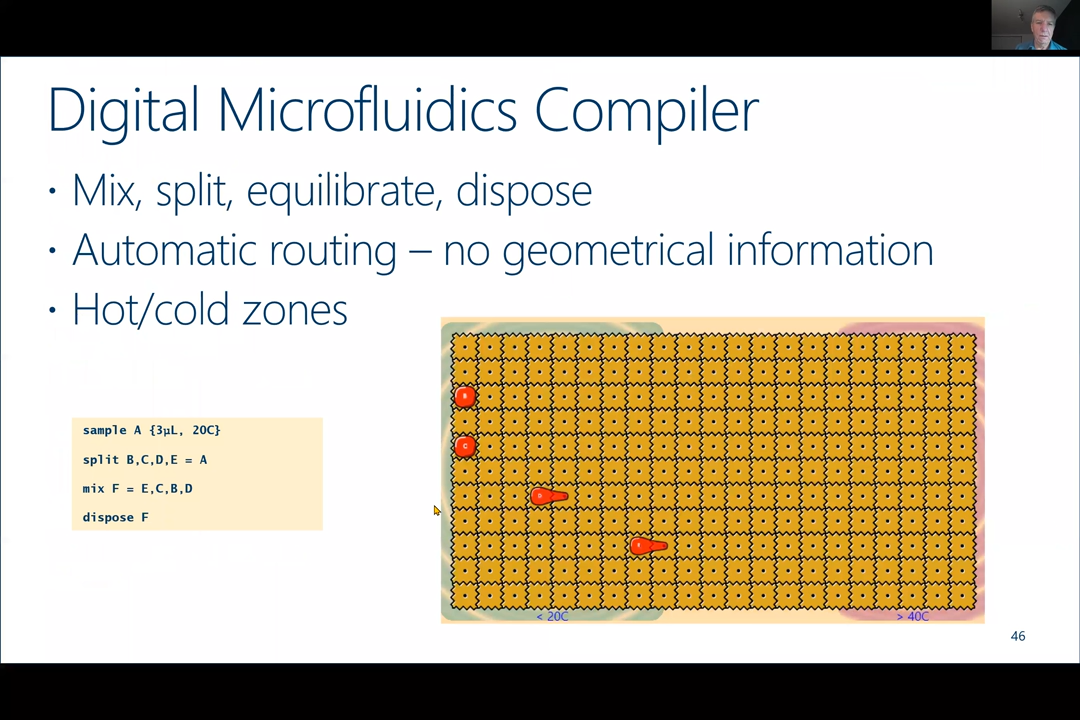 Digital Microfluidics Compiler
• Mix, split, equilibrate, dispose
• Automatic routing – no geometrical information
• Hot/cold zones
sample A {3µL, 20C}
split B,C,D,E = A
mix F = E,C,B,D
dispose F
B
C
D
< 20C
> 40C
46